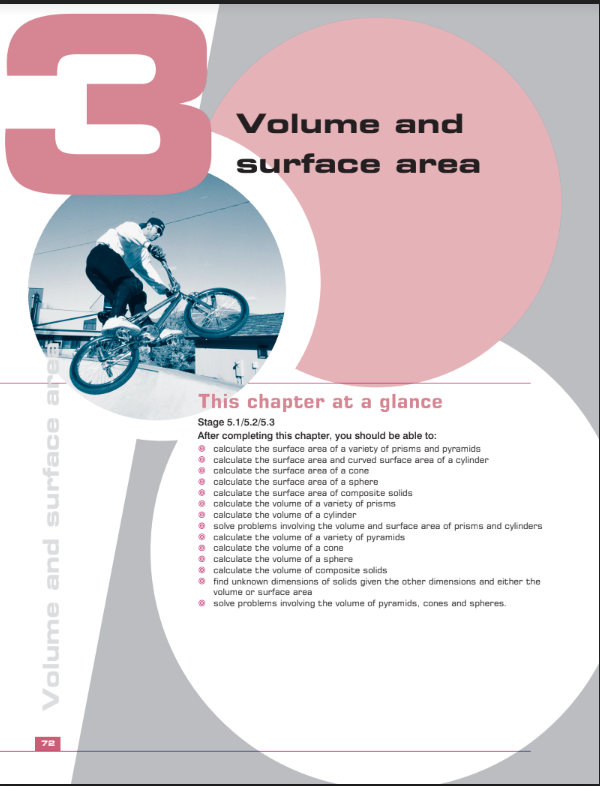 3
Volume and
surface area
This chapter at a glance
Stage 5.1/5.2/5.3
After completing this chapter, you should be able to:
calculate the surface area of a variety of prisms and pyramids
calculate the surface area and curved surface area of a cylinder
calculate the surface area of a cone
calculate the surface area of a sphere
calculate the surface area of composite solids
calculate the volume of a variety of prisms
calculate the volume of a cylinder
solve problems involving the volume and surface area of prisms and cylinders
calculate the volume of a variety of pyramids
calculate the volume of a cone
calculate the volume of a sphere
calculate the volume of composite solids
find unknown dimensions of solids given the other dimensions and either the
volume or surface area
solve problems involving the volume of pyramids, cones and spheres.
Volume and surface area
72